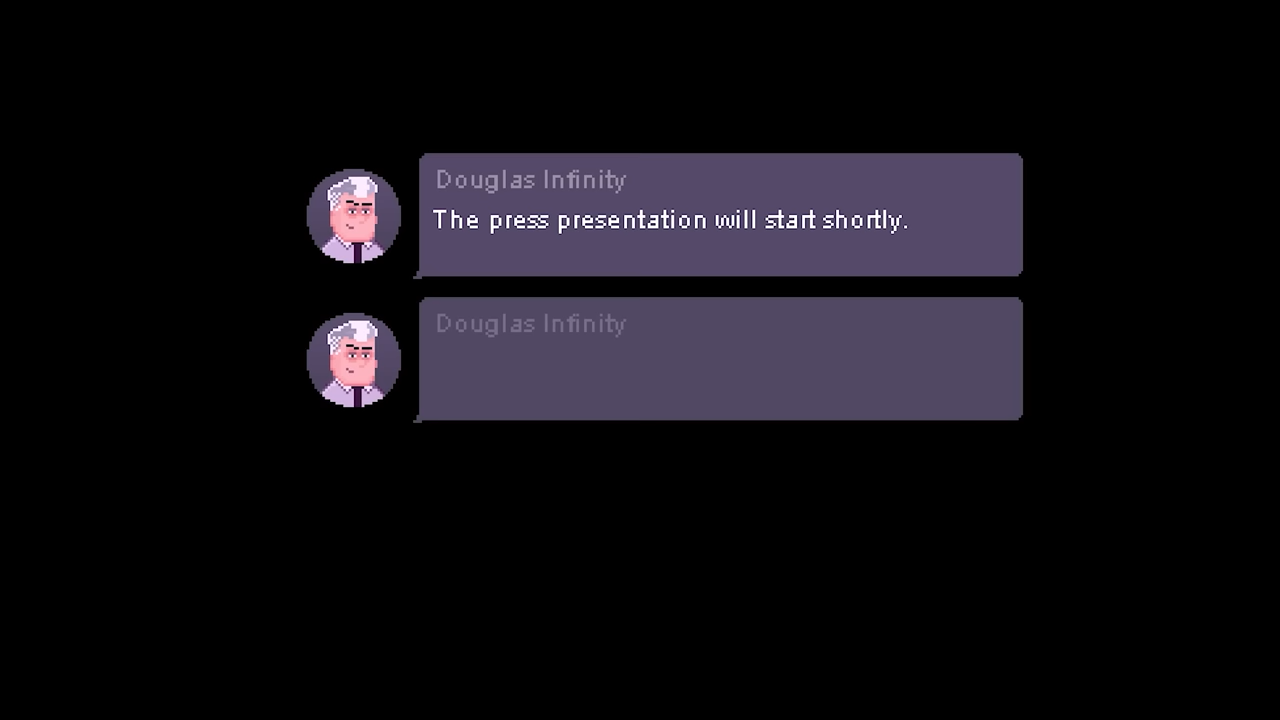 Douglas Infinity
The press presentation will start shortly.
Douglas Infinity